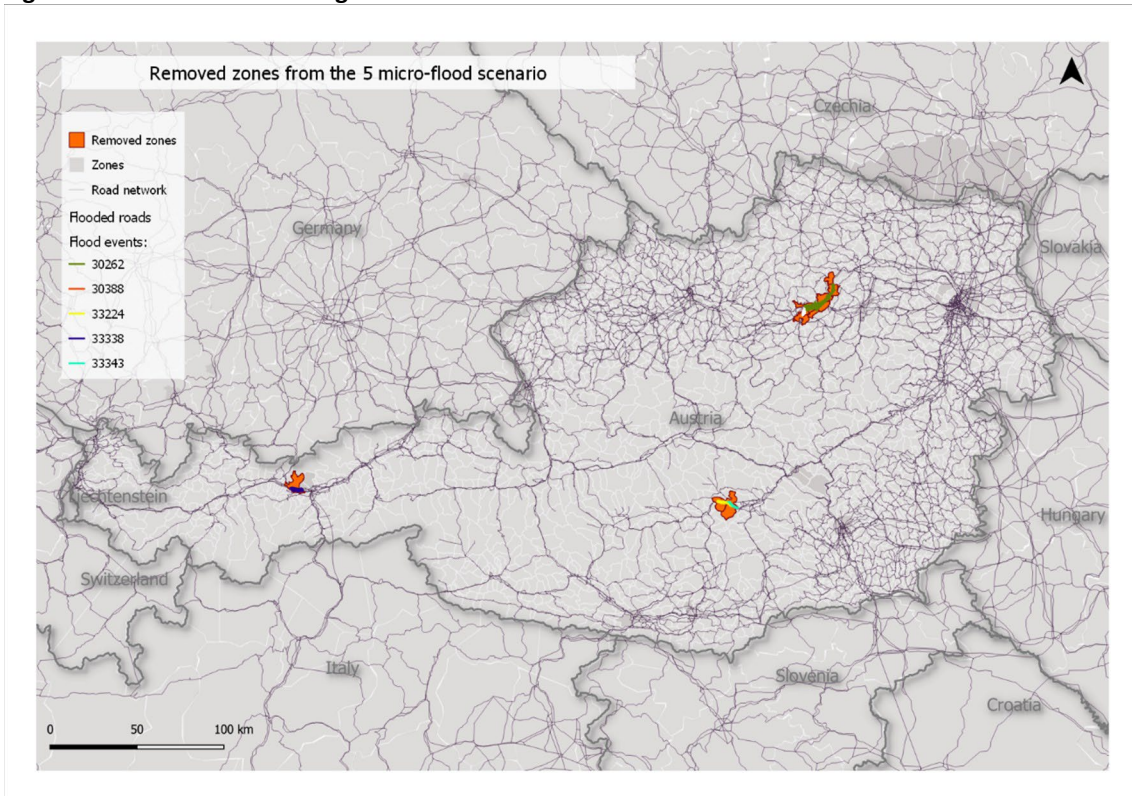 Removed zones from the 5 micro-flood scenario
Removed zones
Zones
Road network
Flooded roads
Flood events:
30262
30388
33224
33338
33343
Czechia
Germany
Slovakia
Austria
Liechtenstein
Hungary
Switzerland
Italy
Slovenia
Croatia
0 50 100 km